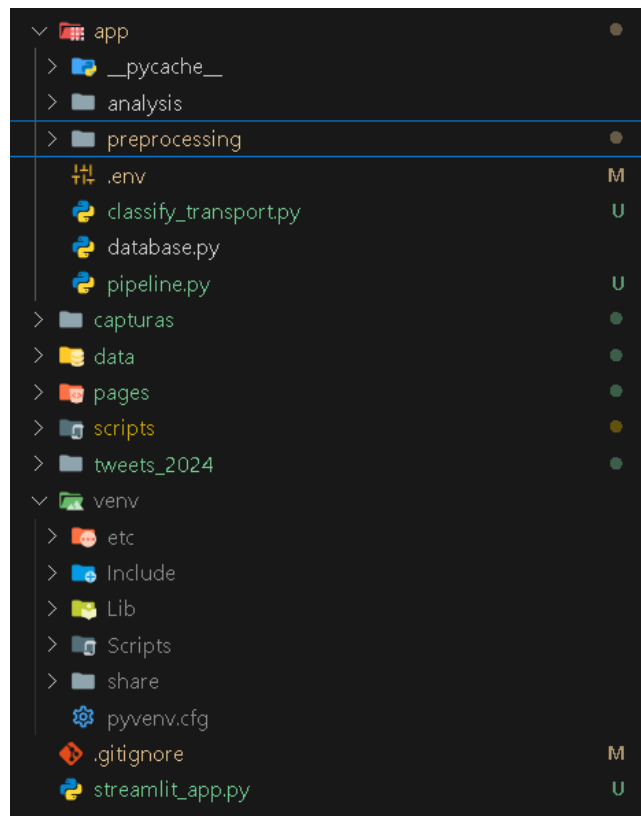 app
__pycache__
analysis
preprocessing
.env M
classify_transport.py U
database.py
pipeline.py U
capturas
data
pages
scripts
tweets_2024
venv
etc
Include
Lib
Scripts
share
pyvenv.cfg
.gitignore M
streamlit_app.py U